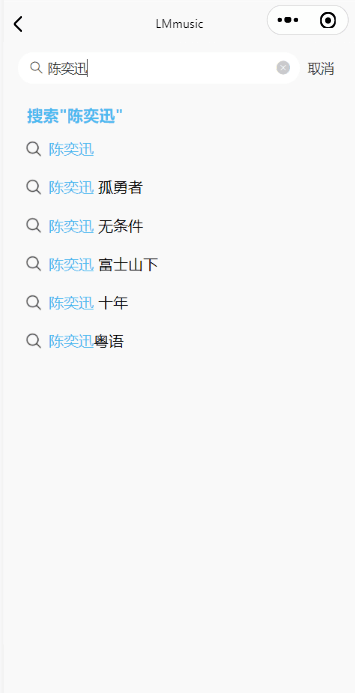 LMmusic
陈奕迅 取消
搜索"陈奕迅"
陈奕迅
陈奕迅 孤勇者
陈奕迅 无条件
陈奕迅 富士山下
陈奕迅 十年
陈奕迅粤语